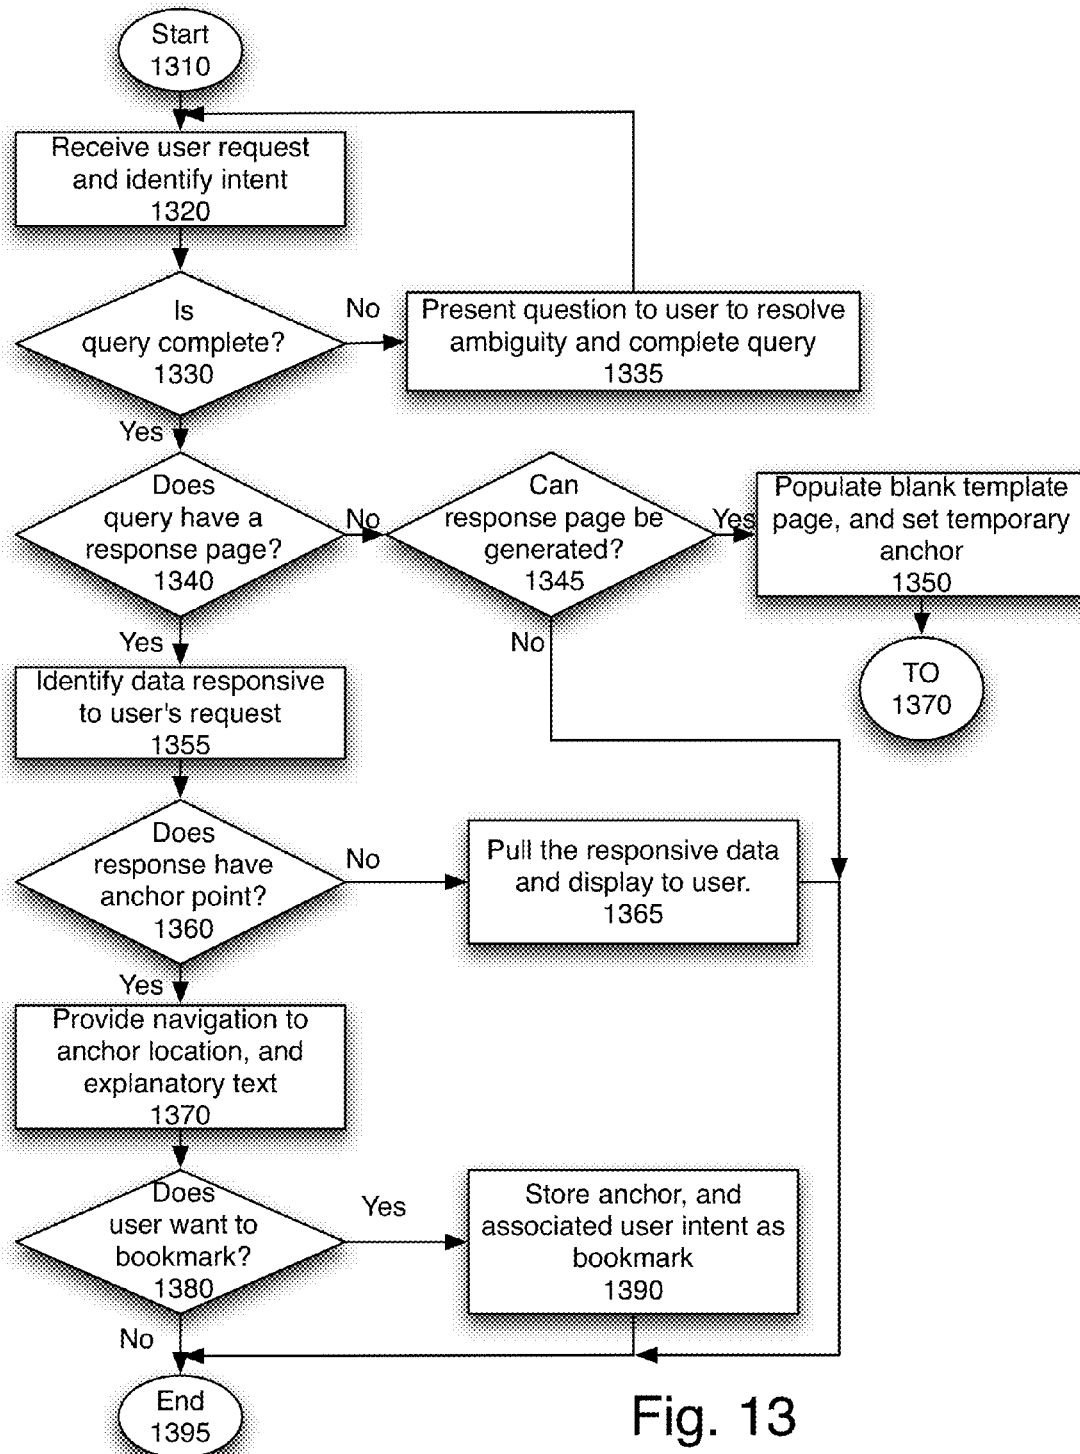 Start
1310
Receive user request
and identify intent
1320
Is
query complete?
1330
No
Present question to user to resolve
ambiguity and complete query
1335
Yes
Does
query have a
response page?
1340
No
Can
response page be
generated?
1345
Yes
Populate blank template
page, and set temporary
anchor
1350
Yes
No
TO
1370
Identify data responsive
to user's request
1355
Does
response have
anchor point?
1360
No
Pull the responsive data
and display to user.
1365
Yes
Provide navigation to
anchor location, and
explanatory text
1370
Does
user want to
bookmark?
1380
Yes
Store anchor, and
associated user intent as
bookmark
1390
No
End
1395
Fig. 13